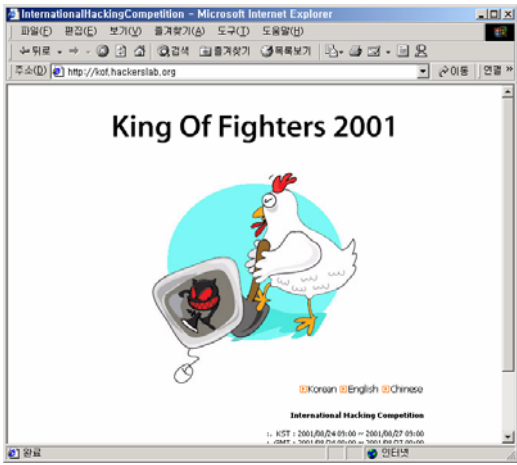 InternationalHackingCompetition - Microsoft Internet Explorer
파일(F) 편집(E) 보기(V) 즐겨찾기(A) 도구(T) 도움말(H)
뒤로 검색 즐겨찾기 목록보기
주소(D) http://kof.hackerslab.org 이동 연결 »
King Of Fighters 2001
Korean English Chinese
International Hacking Competition
:. KST : 2001/08/24 09:00 ~ 2001/08/27 09:00
완료 인터넷